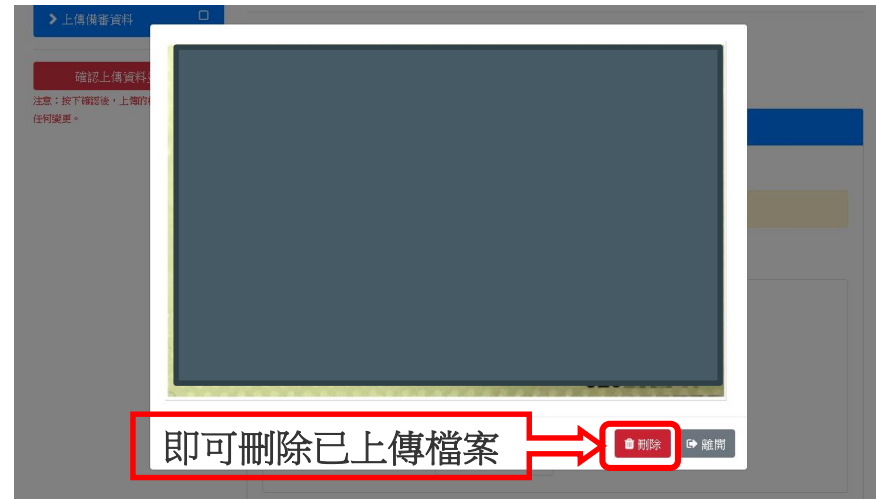 上傳備審資料
確認上傳資料
注意：按下確認後，上傳的
任何變更。
即可刪除已上傳檔案
刪除
離開